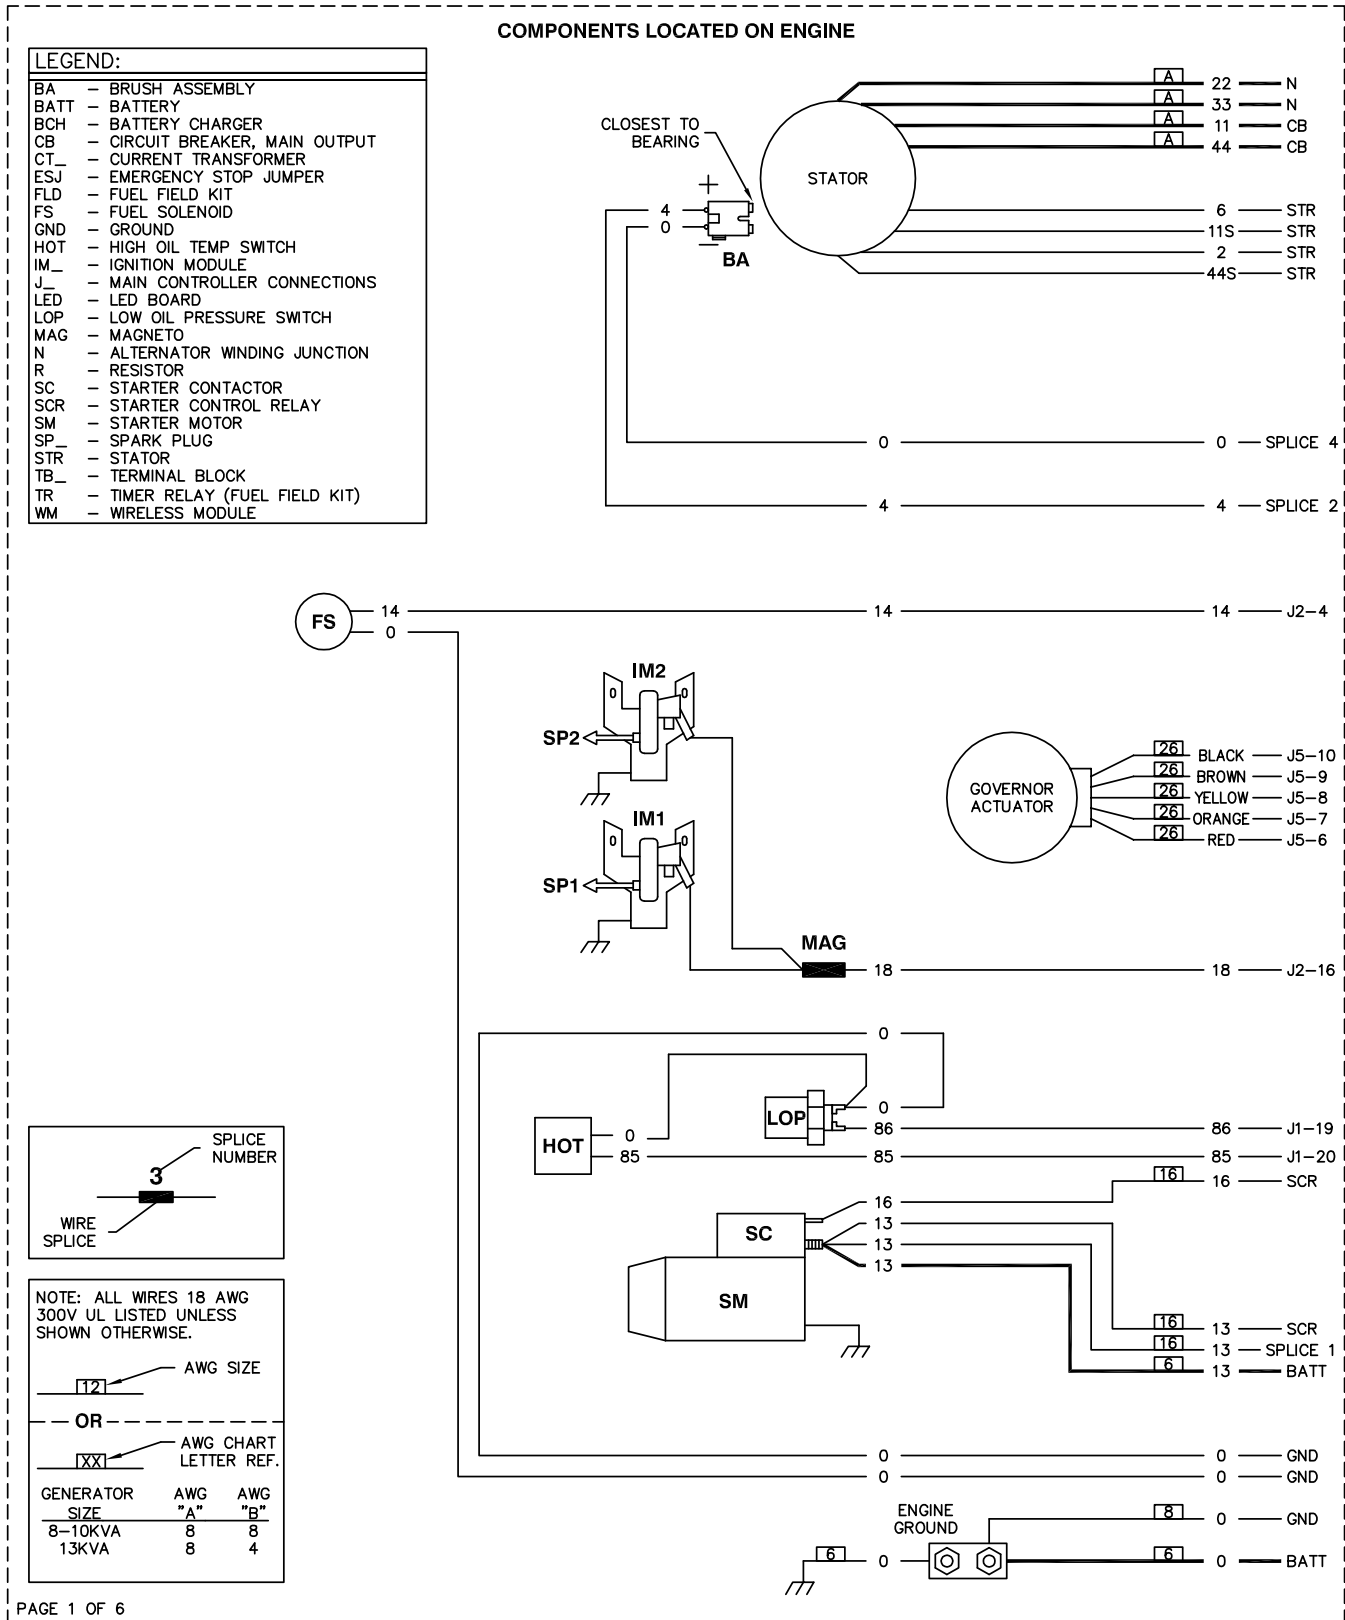 COMPONENTS LOCATED ON ENGINE
LEGEND:
BA – BRUSH ASSEMBLY
BATT – BATTERY
BCH – BATTERY CHARGER
CB – CIRCUIT BREAKER, MAIN OUTPUT
CT_ – CURRENT TRANSFORMER
ESJ – EMERGENCY STOP JUMPER
FLD – FUEL FIELD KIT
FS – FUEL SOLENOID
GND – GROUND
HOT – HIGH OIL TEMP SWITCH
IM_ – IGNITION MODULE
J_ – MAIN CONTROLLER CONNECTIONS
LED – LED BOARD
LOP – LOW OIL PRESSURE SWITCH
MAG – MAGNETO
N – ALTERNATOR WINDING JUNCTION
R – RESISTOR
SC – STARTER CONTACTOR
SCR – STARTER CONTROL RELAY
SM – STARTER MOTOR
SP_ – SPARK PLUG
STR – STATOR
TB_ – TERMINAL BLOCK
TR – TIMER RELAY (FUEL FIELD KIT)
WM – WIRELESS MODULE
CLOSEST TO
BEARING
STATOR
A 22 N
A 33 N
A 11 CB
A 44 CB
+
4
0
–
BA
6 STR
11S STR
2 STR
44S STR
0 0 SPLICE 4
4 4 SPLICE 2
FS
14 14 14 J2–4
0
IM2
SP2
IM1
SP1
GOVERNOR
ACTUATOR
26 BLACK J5–10
26 BROWN J5–9
26 YELLOW J5–8
26 ORANGE J5–7
26 RED J5–6
MAG
18 18 J2–16
0
LOP
0
86 86 J1–19
HOT
0
85 85 85 J1–20
16 16 16 SCR
SC
13
13
13
SM
16 13 SCR
16 13 SPLICE 1
6 13 BATT
0 0 GND
0 0 GND
ENGINE
GROUND
8 0 GND
6 0
6 0 BATT
SPLICE
NUMBER
3
WIRE
SPLICE
NOTE: ALL WIRES 18 AWG
300V UL LISTED UNLESS
SHOWN OTHERWISE.
AWG SIZE
12
OR
AWG CHART
LETTER REF.
XX
GENERATOR AWG AWG
SIZE "A" "B"
8–10KVA 8 8
13KVA 8 4
PAGE 1 OF 6